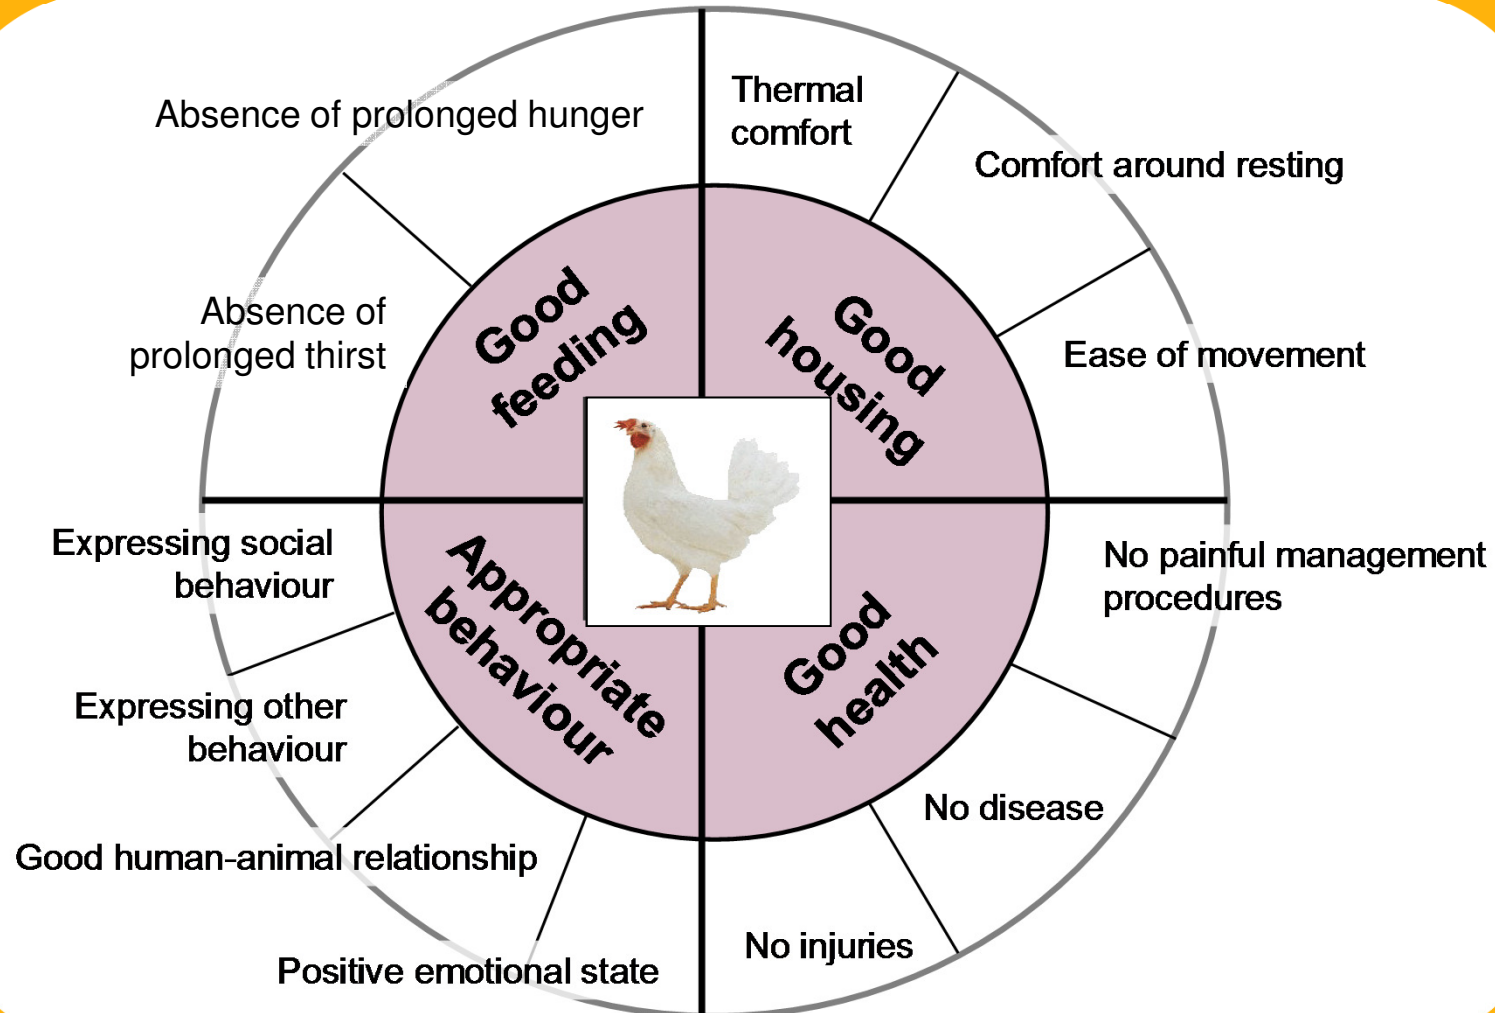 Absence of prolonged hunger
Absence of
prolonged thirst
Good
feeding
Thermal
comfort
Comfort around resting
Ease of movement
Good
housing
Expressing social
behaviour
Expressing other
behaviour
Good human-animal relationship
Positive emotional state
Appropriate
behaviour
No painful management
procedures
No disease
No injuries
Good
health